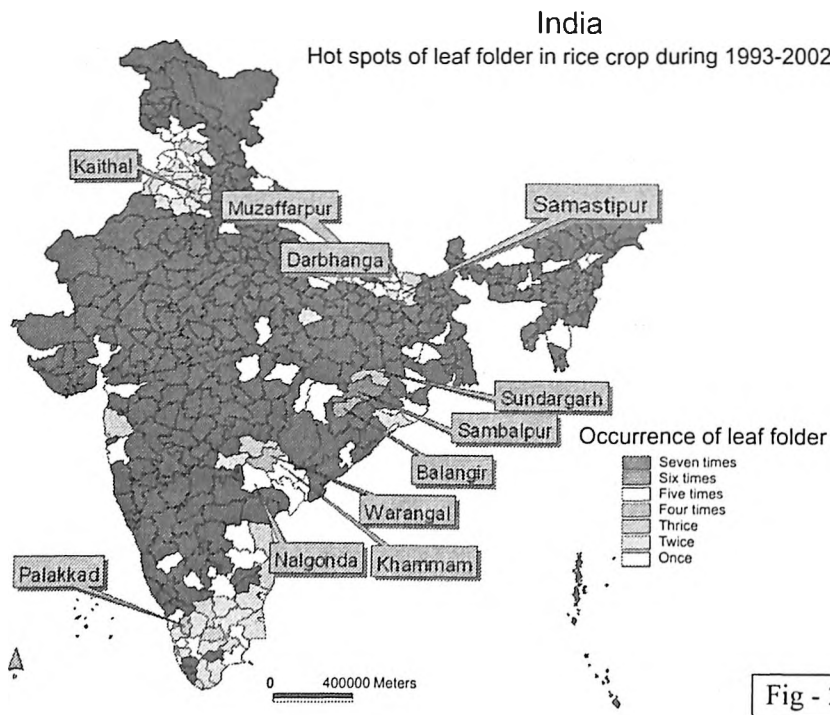 India
Hot spots of leaf folder in rice crop during 1993-2002
Kaithal
Muzaffarpur
Samastipur
Darbhanga
Sundargarh
Sambalpur
Balangir
Warangal
Khammam
Nalgonda
Palakkad
Occurrence of leaf folder
Seven times
Six times
Five times
Four times
Thrice
Twice
Once
0 400000 Meters
Fig -